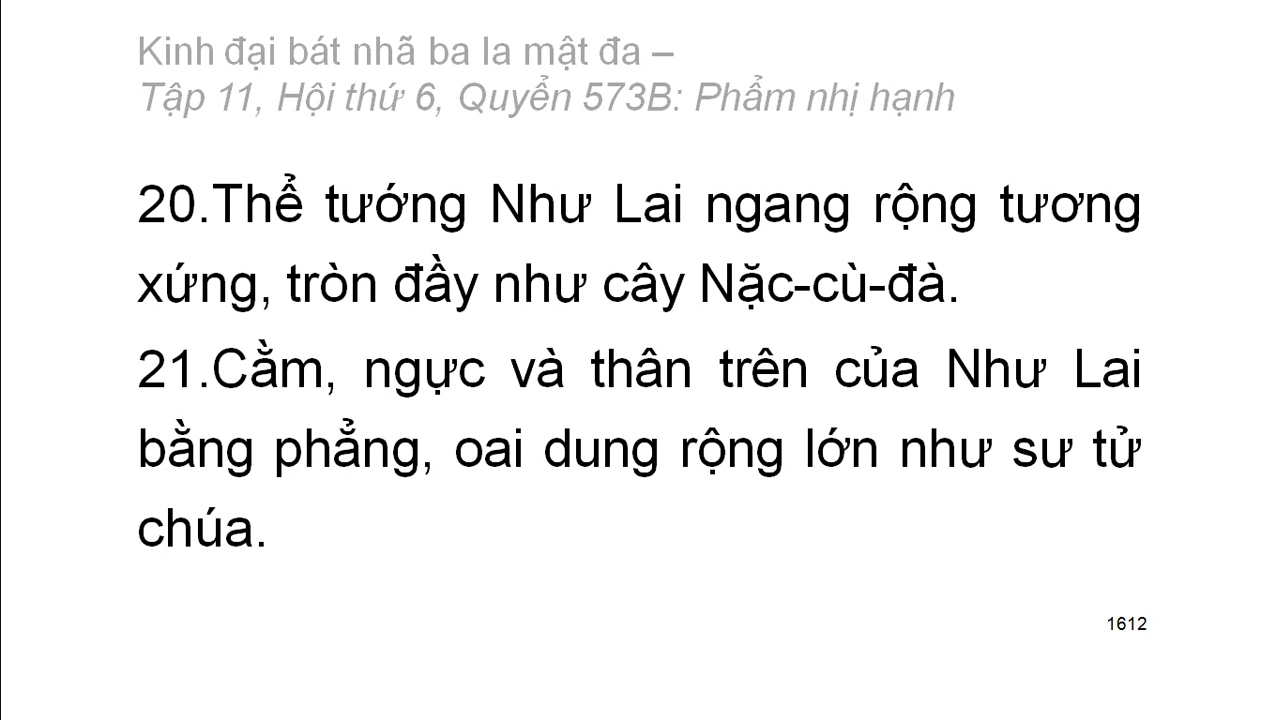 Kinh đại bát nhã ba la mật đa –
Tập 11, Hội thứ 6, Quyển 573B: Phẩm nhị hạnh
20.Thể tướng Như Lai ngang rộng tương
xứng, tròn đầy như cây Nặc-cù-đà.
21.Cằm, ngực và thân trên của Như Lai
bằng phẳng, oai dung rộng lớn như sư tử
chúa.
1612